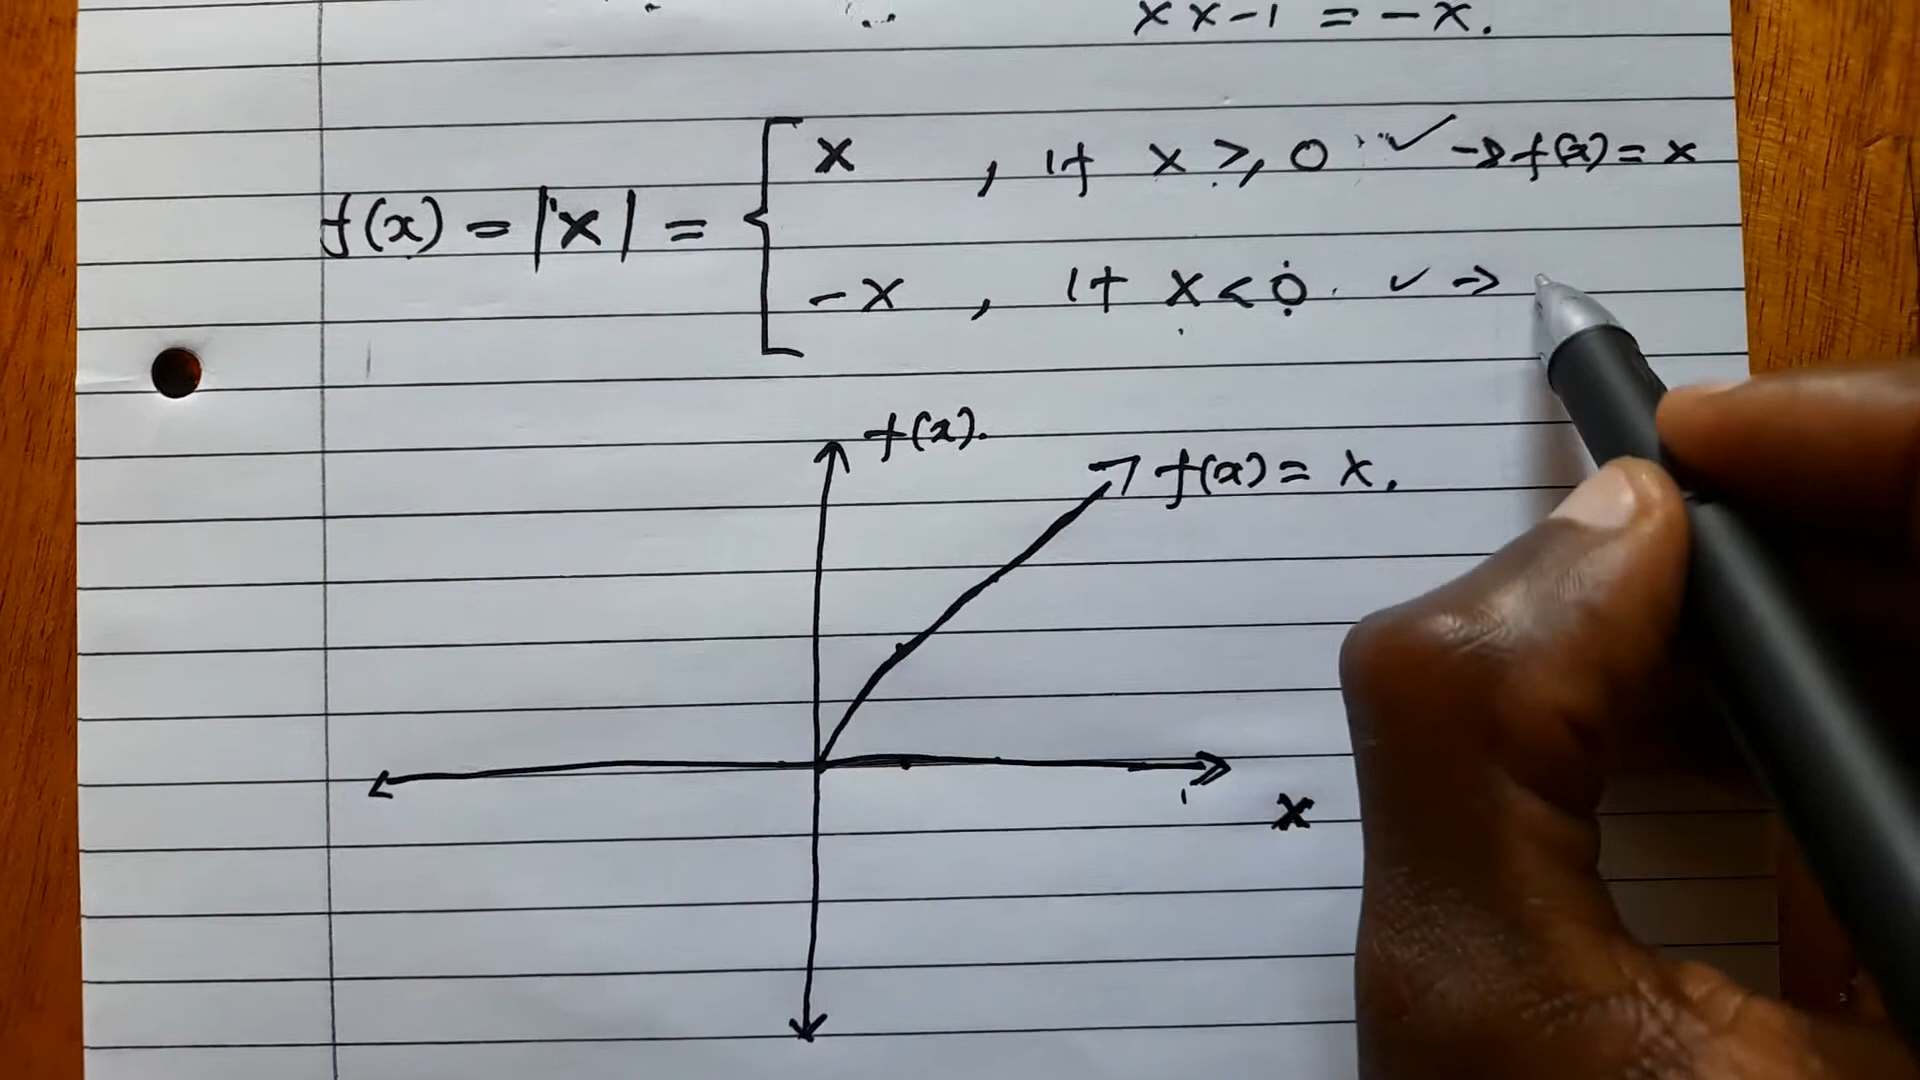 x x -1 = -x.
x , if x ≥ 0 ✓ → f(x) = x
f(x) = |x| =
-x , if x < 0. ✓ →
f(x).
f(x) = x.
x